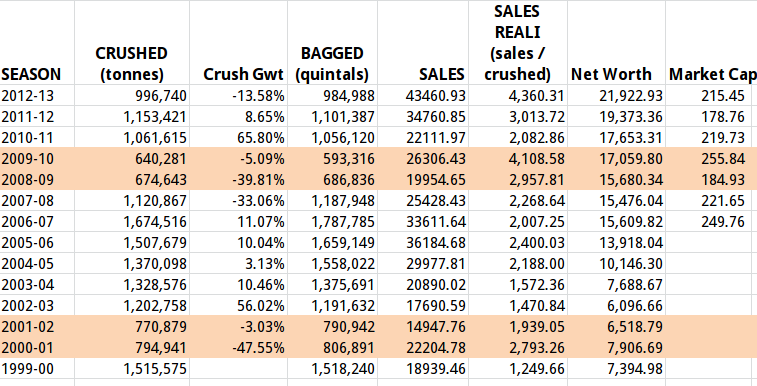 SEASON CRUSHED (tonnes) Crush Gwt BAGGED (quintals) SALES SALES REALI (sales / crushed) Net Worth Market Cap
2012-13 996,740 -13.58% 984,988 43460.93 4,360.31 21,922.93 215.45
2011-12 1,153,421 8.65% 1,101,387 34760.85 3,013.72 19,373.36 178.76
2010-11 1,061,615 65.80% 1,056,120 22111.97 2,082.86 17,653.31 219.73
2009-10 640,281 -5.09% 593,316 26306.43 4,108.58 17,059.80 255.84
2008-09 674,643 -39.81% 686,836 19954.65 2,957.81 15,680.34 184.93
2007-08 1,120,867 -33.06% 1,187,948 25428.43 2,268.64 15,476.04 221.65
2006-07 1,674,516 11.07% 1,787,785 33611.64 2,007.25 15,609.82 249.76
2005-06 1,507,679 10.04% 1,659,149 36184.68 2,400.03 13,918.04
2004-05 1,370,098 3.13% 1,558,022 29977.81 2,188.00 10,146.30
2003-04 1,328,576 10.46% 1,375,691 20890.02 1,572.36 7,688.67
2002-03 1,202,758 56.02% 1,191,632 17690.59 1,470.84 6,096.66
2001-02 770,879 -3.03% 790,942 14947.76 1,939.05 6,518.79
2000-01 794,941 -47.55% 806,891 22204.78 2,793.26 7,906.69
1999-00 1,515,575 1,518,240 18939.46 1,249.66 7,394.98